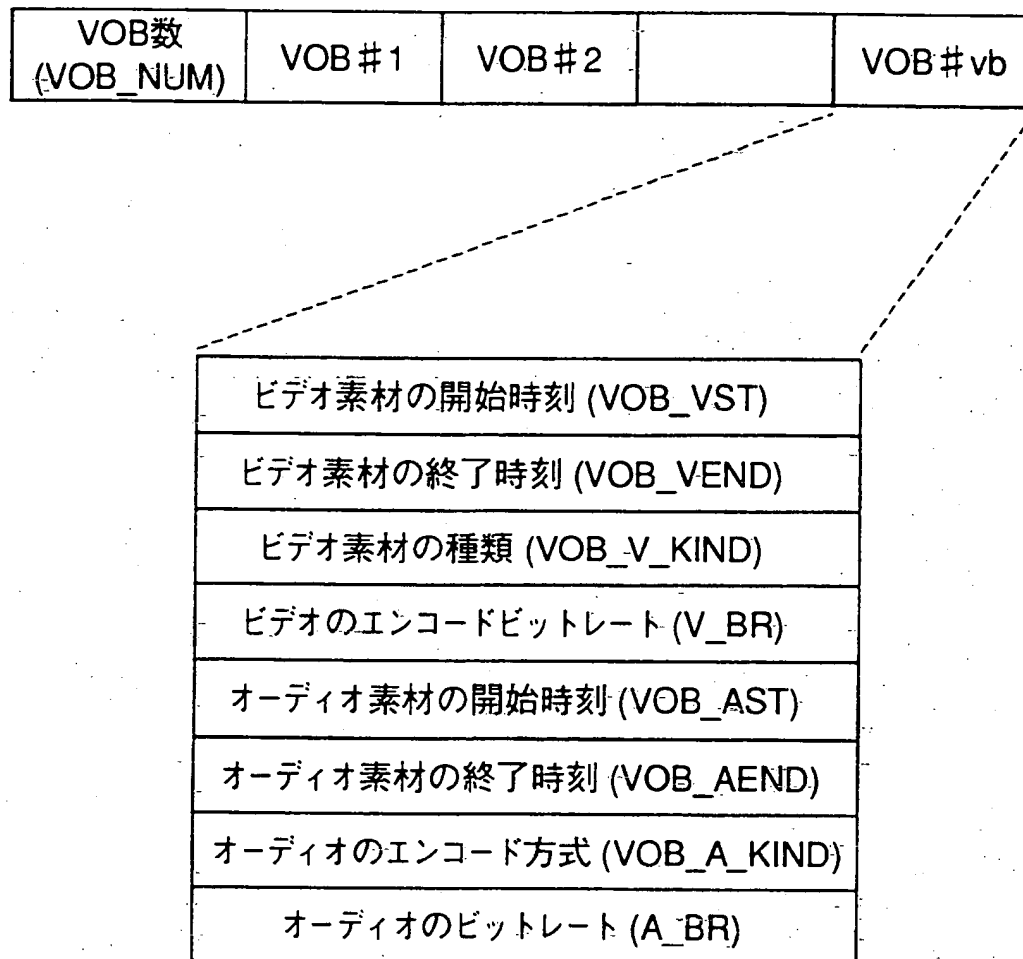 VOB数
(VOB_NUM)
VOB#1
VOB#2
VOB#vb
ビデオ素材の開始時刻 (VOB_VST)
ビデオ素材の終了時刻 (VOB_VEND)
ビデオ素材の種類 (VOB_V_KIND)
ビデオのエンコードビットレート (V_BR)
オーディオ素材の開始時刻 (VOB_AST)
オーディオ素材の終了時刻 (VOB_AEND)
オーディオのエンコード方式 (VOB_A_KIND)
オーディオのビットレート (A_BR)